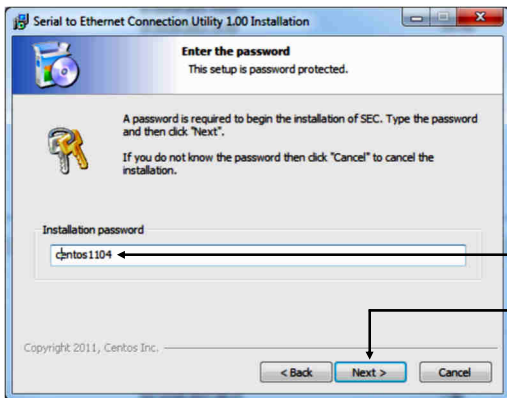 Serial to Ethernet Connection Utility 1.00 Installation
Enter the password
This setup is password protected.
A password is required to begin the installation of SEC. Type the password
and then click "Next".
If you do not know the password then click "Cancel" to cancel the
installation.
Installation password
centos1104
Copyright 2011, Centos Inc.
< Back Next > Cancel